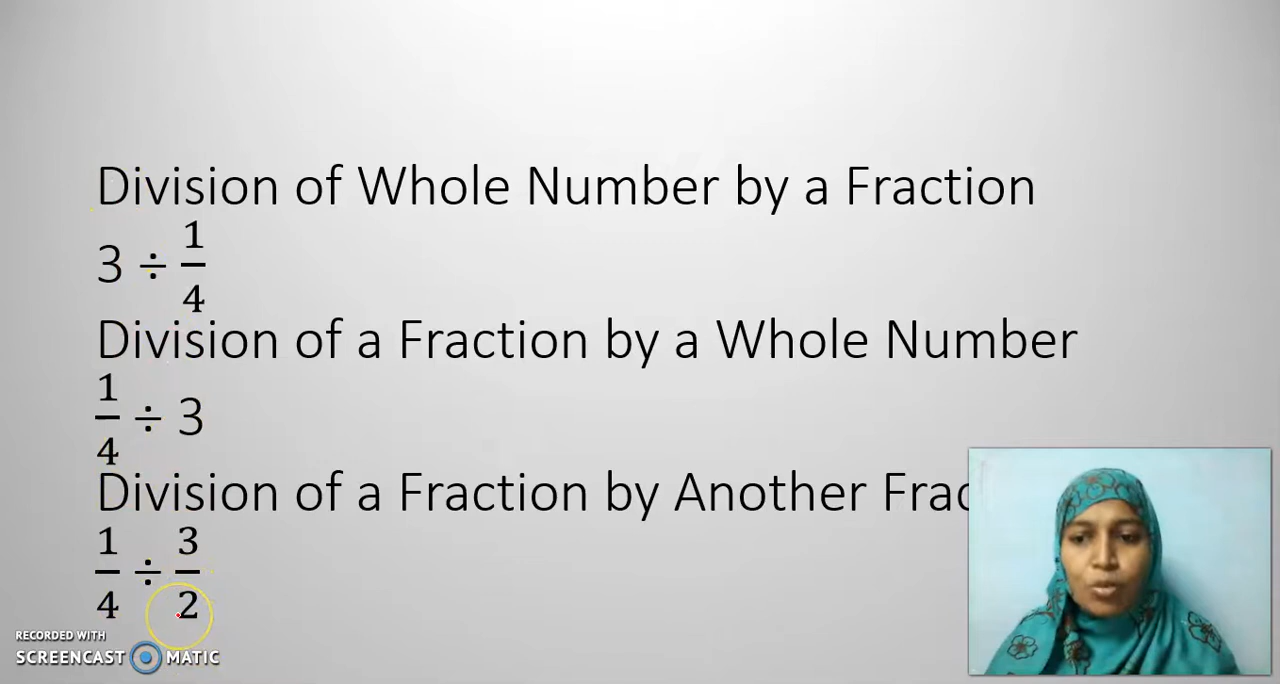 Division of Whole Number by a Fraction
3 ÷ 1/4
Division of a Fraction by a Whole Number
1/4 ÷ 3
Division of a Fraction by Another Frac
1/4 ÷ 3/2
RECORDED WITH
SCREENCAST MATIC